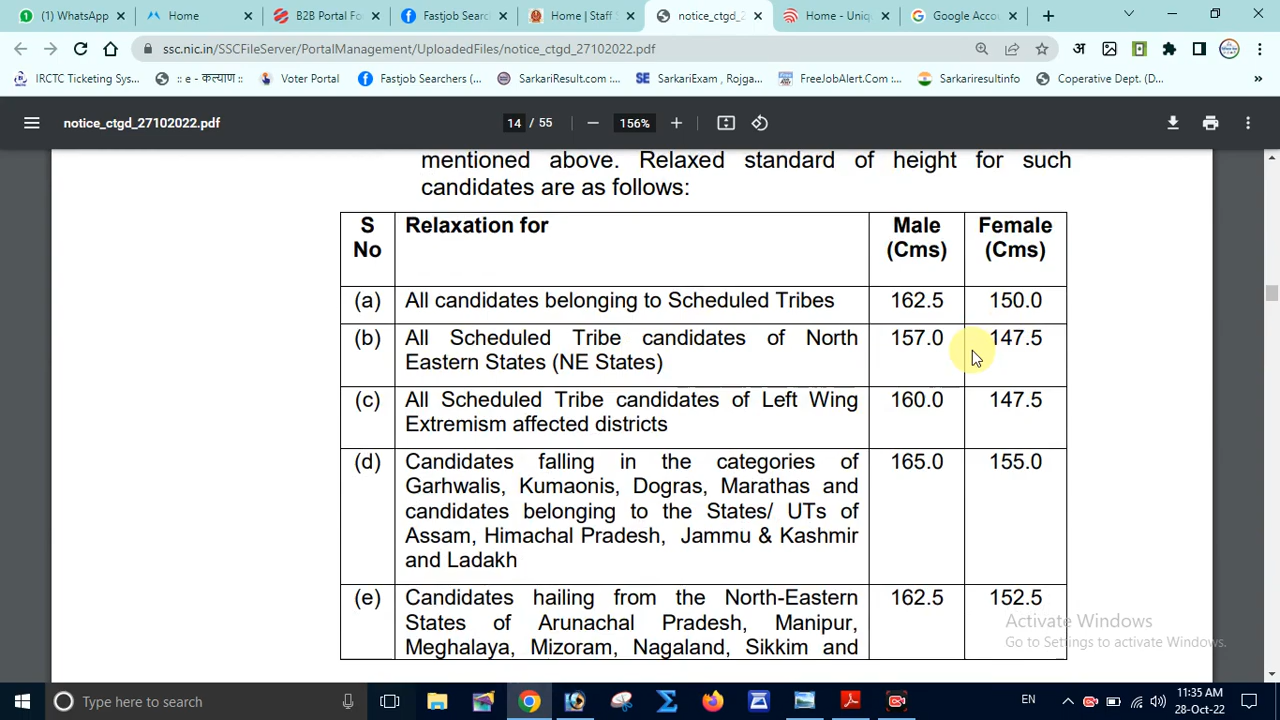 WhatsApp
Home
B2B Portal Fo
Fastjob Sear
Home | Staff S
notice_ctgd_2
Home - Uniq
Google Acco
ssc.nic.in/SSCFileServer/PortalManagement/UploadedFiles/notice_ctgd_27102022.pdf
अ
IRCTC Ticketing Sys...
:: e - कल्याण ::
Voter Portal
Fastjob Searchers (...
SarkariResult.com :...
SarkariExam , Rojga...
FreeJobAlert.Com :...
Sarkariresultinfo
Coperative Dept. (D...
»
notice_ctgd_27102022.pdf
14 / 55
156%
mentioned above. Relaxed standard of height for such
candidates are as follows:
S No Relaxation for Male (Cms) Female (Cms)
(a) All candidates belonging to Scheduled Tribes 162.5 150.0
(b) All Scheduled Tribe candidates of North 157.0 147.5
Eastern States (NE States)
(c) All Scheduled Tribe candidates of Left Wing 160.0 147.5
Extremism affected districts
(d) Candidates falling in the categories of 165.0 155.0
Garhwalis, Kumaonis, Dogras, Marathas and
candidates belonging to the States/ UTs of
Assam, Himachal Pradesh, Jammu & Kashmir
and Ladakh
(e) Candidates hailing from the North-Eastern 162.5 152.5
States of Arunachal Pradesh, Manipur,
Meghalaya, Mizoram, Nagaland, Sikkim and
Activate Windows
Go to Settings to activate Windows.
Type here to search
EN
11:35 AM
28-Oct-22